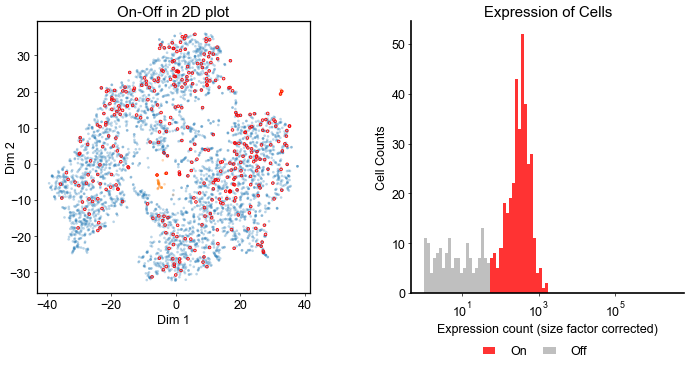 On-Off in 2D plot
Dim 2
30
20
10
0
−10
−20
−30
−40
−20
0
20
40
Dim 1
Expression of Cells
Cell Counts
50
40
30
20
10
0
10^1
10^3
10^5
Expression count (size factor corrected)
On
Off